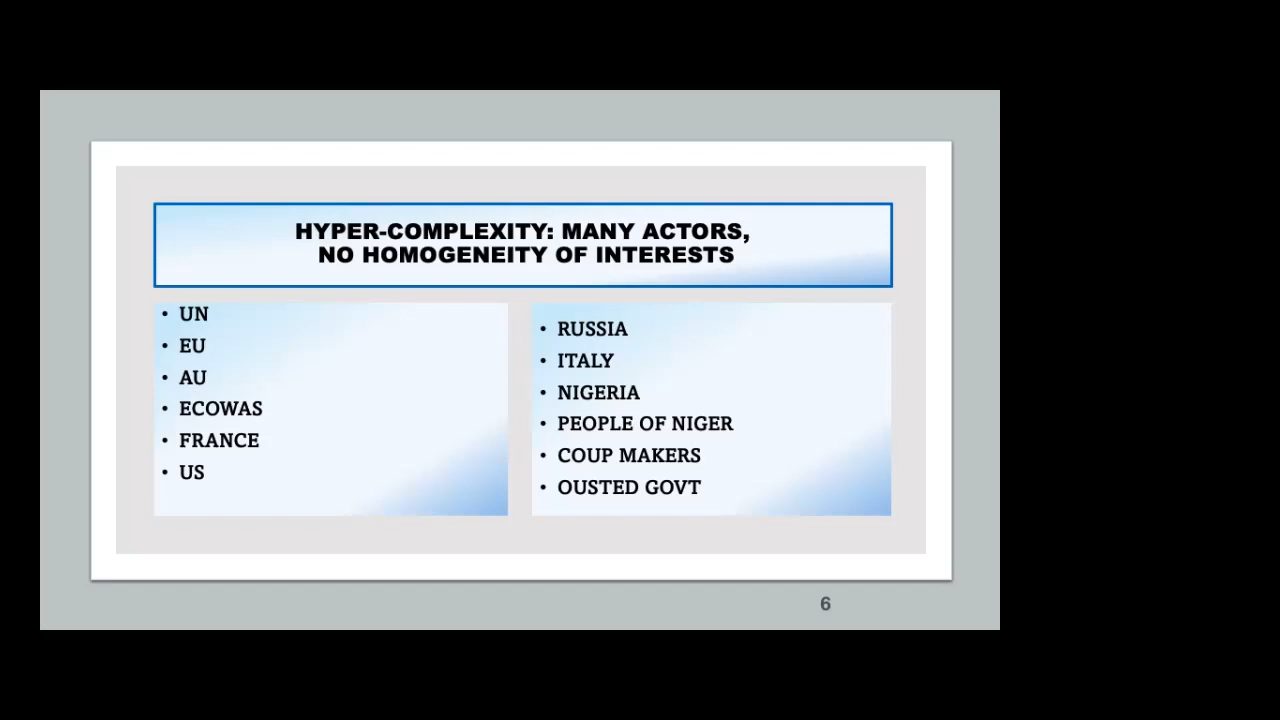 HYPER-COMPLEXITY: MANY ACTORS,
NO HOMOGENEITY OF INTERESTS
• UN
• EU
• AU
• ECOWAS
• FRANCE
• US
• RUSSIA
• ITALY
• NIGERIA
• PEOPLE OF NIGER
• COUP MAKERS
• OUSTED GOVT
6